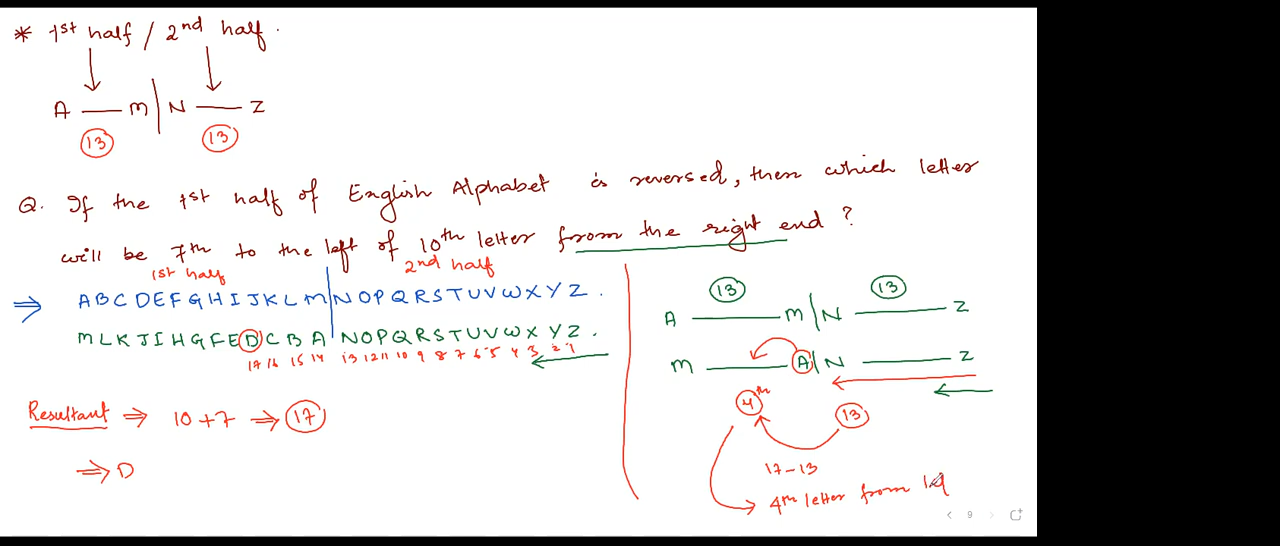 * 1st half / 2nd half.
A — M | N — Z
13 13
Q. If the 1st half of English Alphabet is reversed, then which letter
will be 7th to the left of 10th letter from the right end?
1st half 2nd half
⇒ A B C D E F G H I J K L M | N O P Q R S T U V W X Y Z .
M L K J I H G F E D C B A N O P Q R S T U V W X Y Z .
17 16 15 14 13 12 11 10 9 8 7 6 5 4 3 2 1
Resultant ⇒ 10+7 ⇒ 17
⇒ D
13 13
A — M | N — Z
M — A | N — Z
4th 13
17-13
→ 4th letter from
9